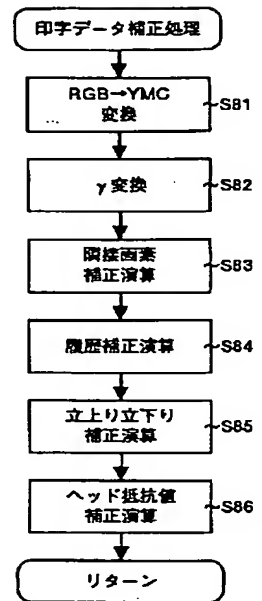 印字データ補正処理
RGB→YMC
変換
S81
γ変換
S82
隣接画素
補正演算
S83
履歴補正演算
S84
立上り立下り
補正演算
S85
ヘッド抵抗値
補正演算
S86
リターン